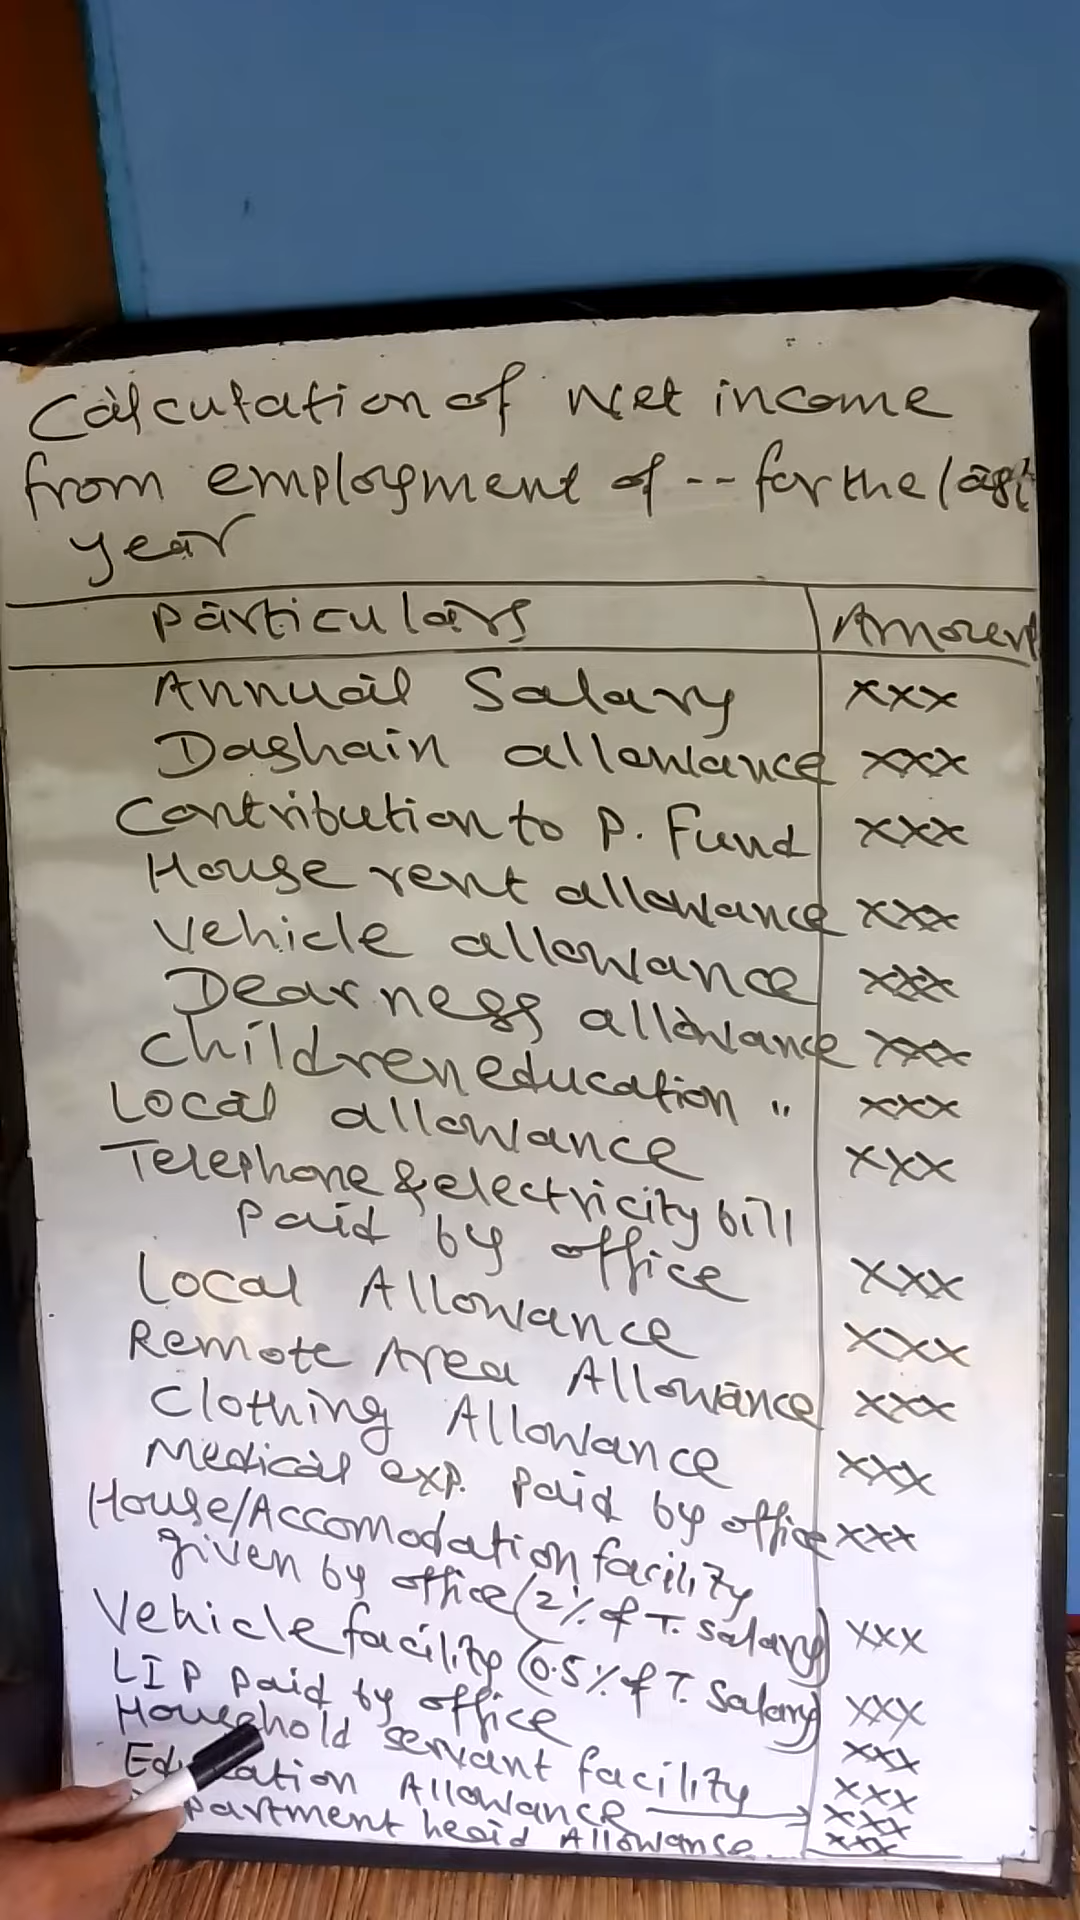 Calculation of Net income
from employment of -- for the last
year
Particulars Amount
Annual Salary xxx
Dashain allowance xxx
Contribution to P. Fund xxx
House rent allowance xxx
Vehicle allowance xxx
Dearness allowance xxx
Children education " xxx
Local allowance xxx
Telephone & electricity bill
paid by office xxx
Local Allowance xxx
Remote Area Allowance xxx
Clothing Allowance xxx
Medical exp. paid by office xxx
House/Accomodation facility
given by office (2% of T. salary) xxx
Vehicle facility (0.5% of T. Salary) xxx
LIP paid by office xxx
Household servant facility xxx
Allowance xxx
head Allowanse xxx